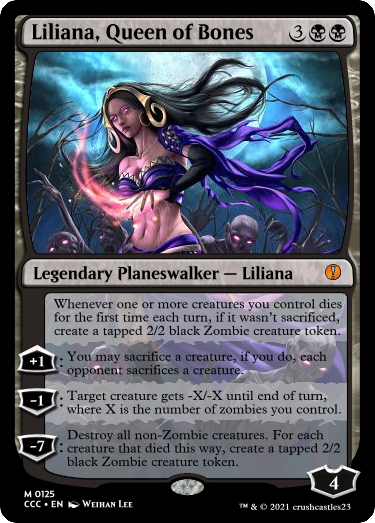 Liliana, Queen of Bones 3
Legendary Planeswalker — Liliana
Whenever one or more creatures you control dies
for the first time each turn, if it wasn't sacrificed,
create a tapped 2/2 black Zombie creature token.
+1: You may sacrifice a creature, if you do, each
opponent sacrifices a creature.
-1: Target creature gets -X/-X until end of turn,
where X is the number of zombies you control.
-7: Destroy all non-Zombie creatures. For each
creature that died this way, create a tapped 2/2
black Zombie creature token.
4
M 0125
CCC • EN Weihan Lee
™ & © 2021 crushcastles23